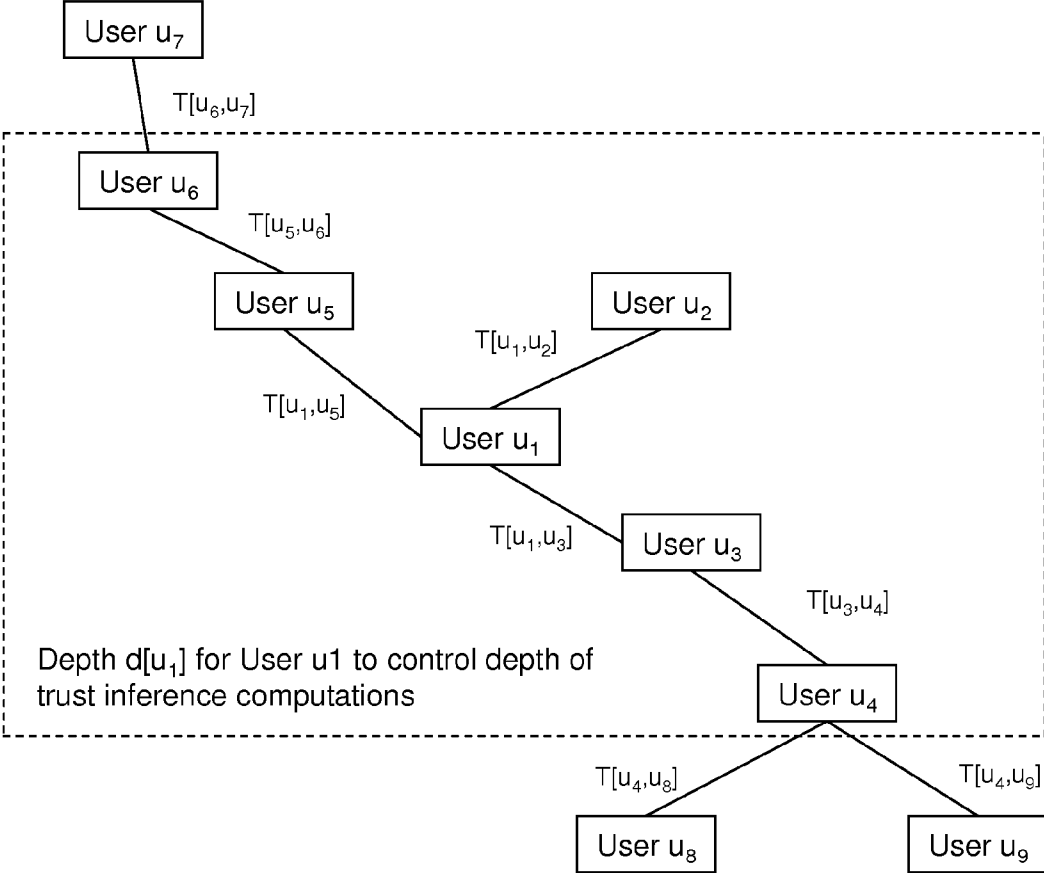 User u₇
T[u₆,u₇]
User u₆
T[u₅,u₆]
User u₅
User u₂
T[u₁,u₂]
T[u₁,u₅]
User u₁
T[u₁,u₃]
User u₃
T[u₃,u₄]
Depth d[u₁] for User u1 to control depth of
trust inference computations
User u₄
T[u₄,u₈]
T[u₄,u₉]
User u₈
User u₉